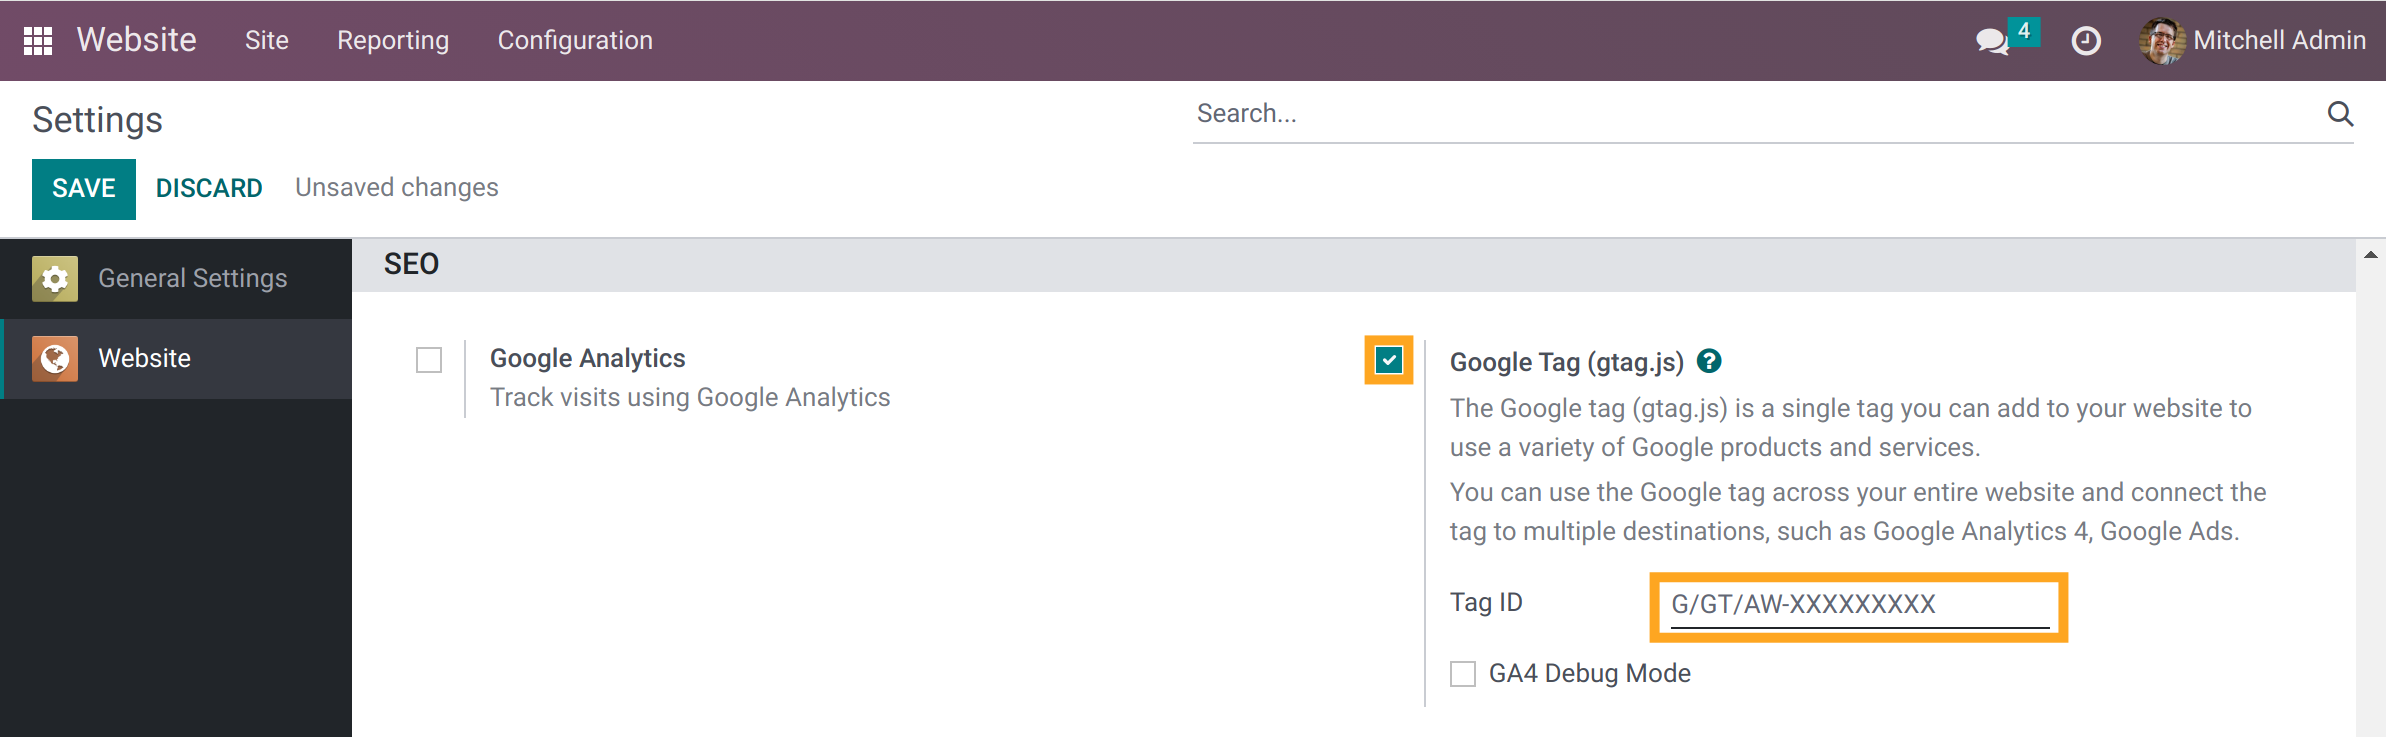 Website Site Reporting Configuration 4 Mitchell Admin
Settings Search...
SAVE DISCARD Unsaved changes
General Settings
Website
SEO
Google Analytics
Track visits using Google Analytics
Google Tag (gtag.js) ?
The Google tag (gtag.js) is a single tag you can add to your website to
use a variety of Google products and services.
You can use the Google tag across your entire website and connect the
tag to multiple destinations, such as Google Analytics 4, Google Ads.
Tag ID G/GT/AW-XXXXXXXXX
GA4 Debug Mode